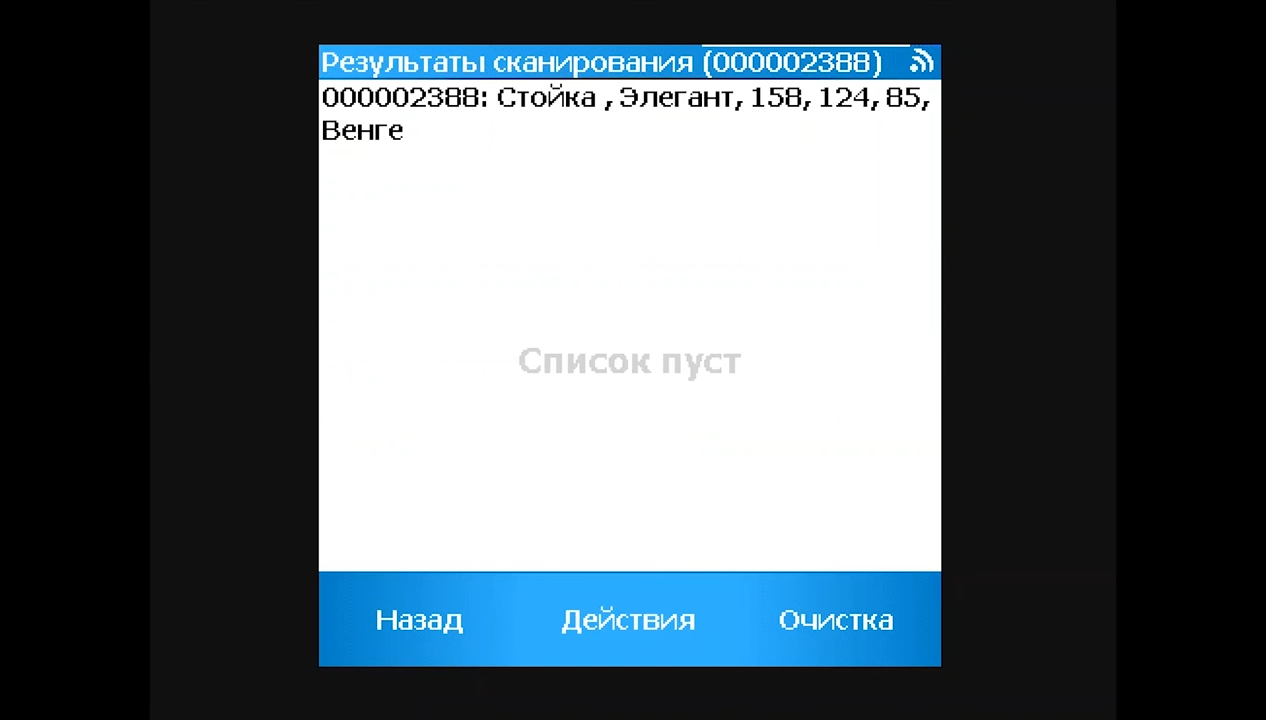 Результаты сканирования (000002388)
000002388: Стойка , Элегант, 158, 124, 85,
Венге
Список пуст
Назад Действия Очистка